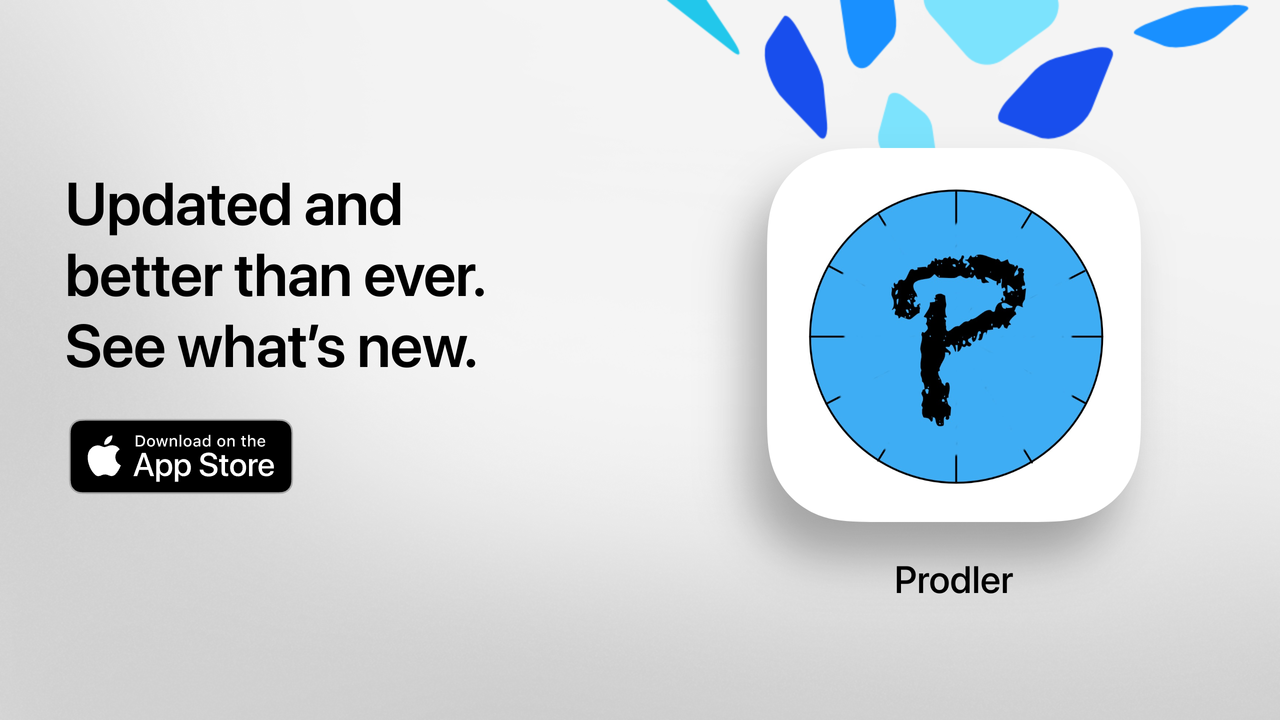 Updated and
better than ever.
See what’s new.
Download on the
App Store
P
Prodler